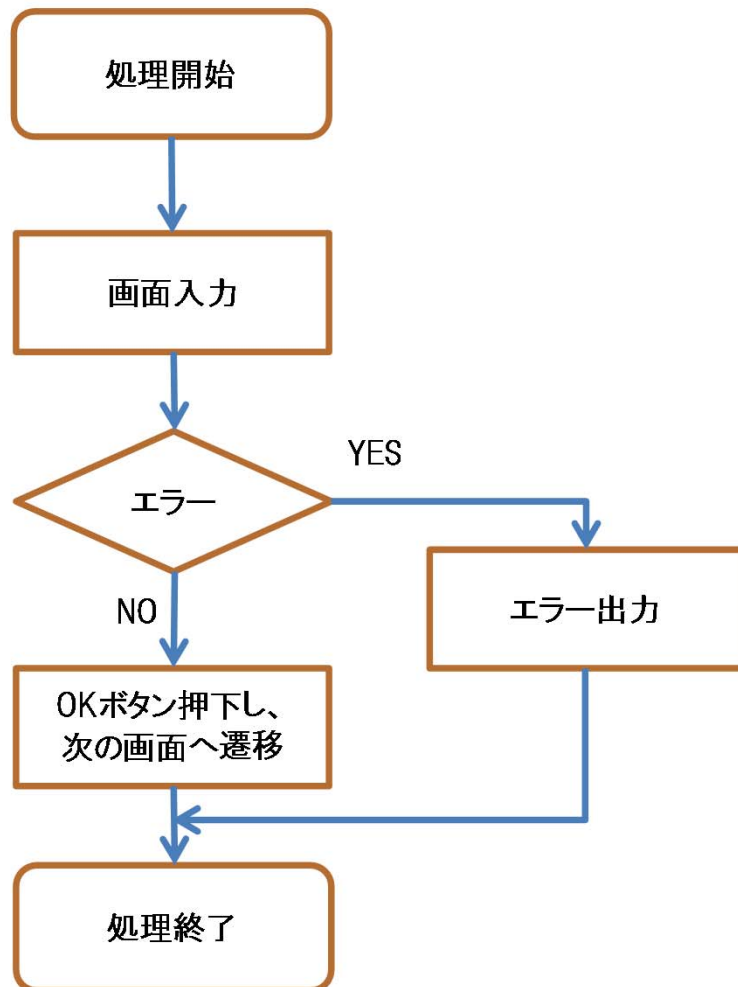 処理開始
画面入力
YES
エラー
NO
エラー出力
OKボタン押下し、
次の画面へ遷移
処理終了